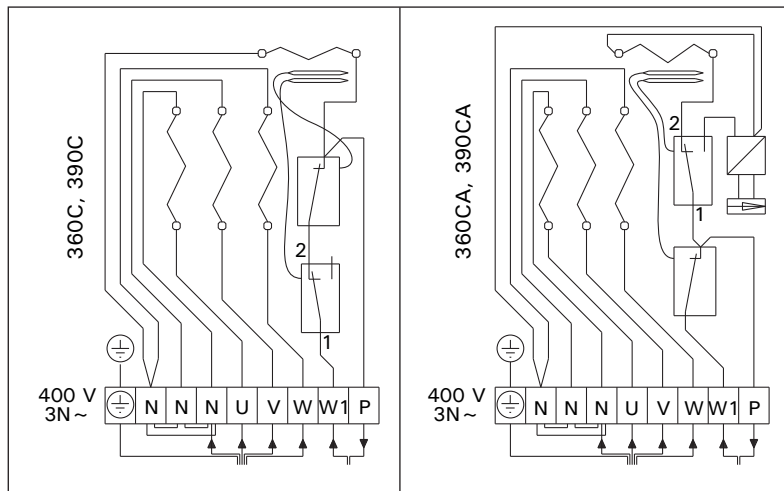 360C, 390C
2
1
400 V
3N~
N N N U V W W1 P
360CA, 390CA
2
1
400 V
3N~
N N N U V W W1 P